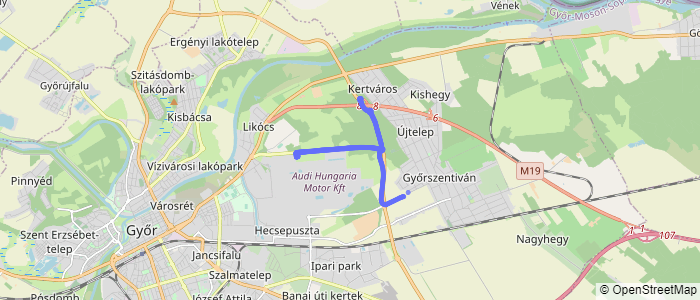 Vének
Győr-Moson-Sop
Ergényi lakótelep
Szitásdomb-
lakópark
Győrújfalu
Kisbácsa
Kertváros
Kishegy
8
6
Likócs
Újtelep
Vízivárosi lakópark
M19
Pinnyéd
Audi Hungaria
Motor Kft
Győrszentiván
Városrét
Szent Erzsébet-
telep
Győr
Hecsepuszta
1
1
107
Nagyhegy
Jancsifalu
Ipari park
Szalmatelep
Pósdomb
József Attila
Banai úti kertek
© OpenStreetMap